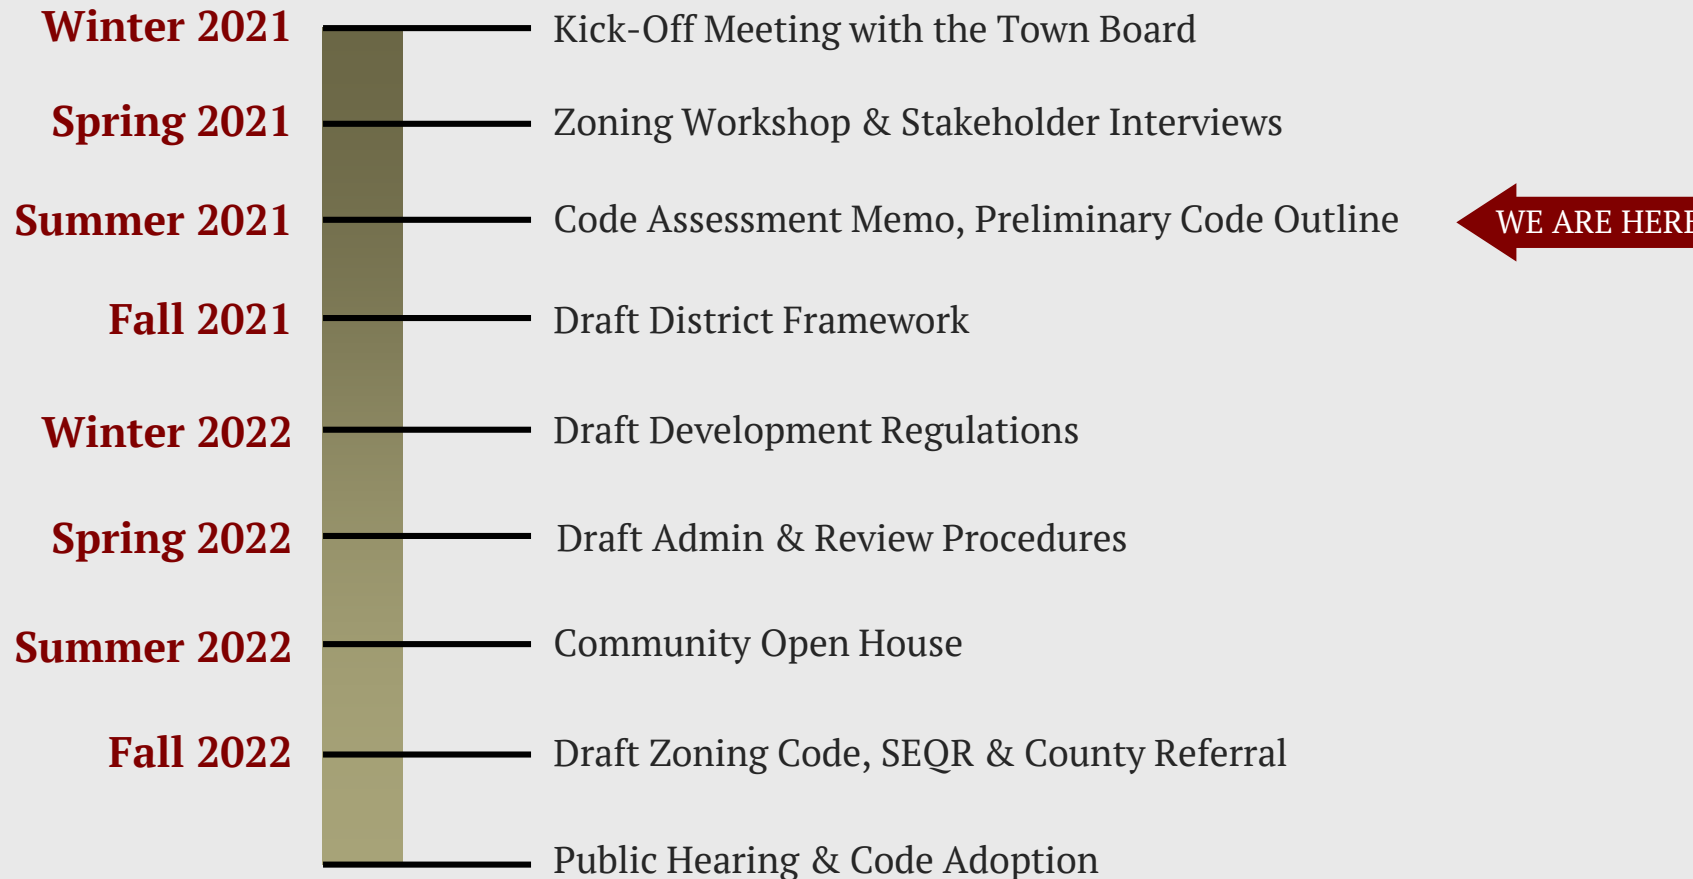 Winter 2021 Kick-Off Meeting with the Town Board
Spring 2021 Zoning Workshop & Stakeholder Interviews
Summer 2021 Code Assessment Memo, Preliminary Code Outline WE ARE HERE
Fall 2021 Draft District Framework
Winter 2022 Draft Development Regulations
Spring 2022 Draft Admin & Review Procedures
Summer 2022 Community Open House
Fall 2022 Draft Zoning Code, SEQR & County Referral
Public Hearing & Code Adoption